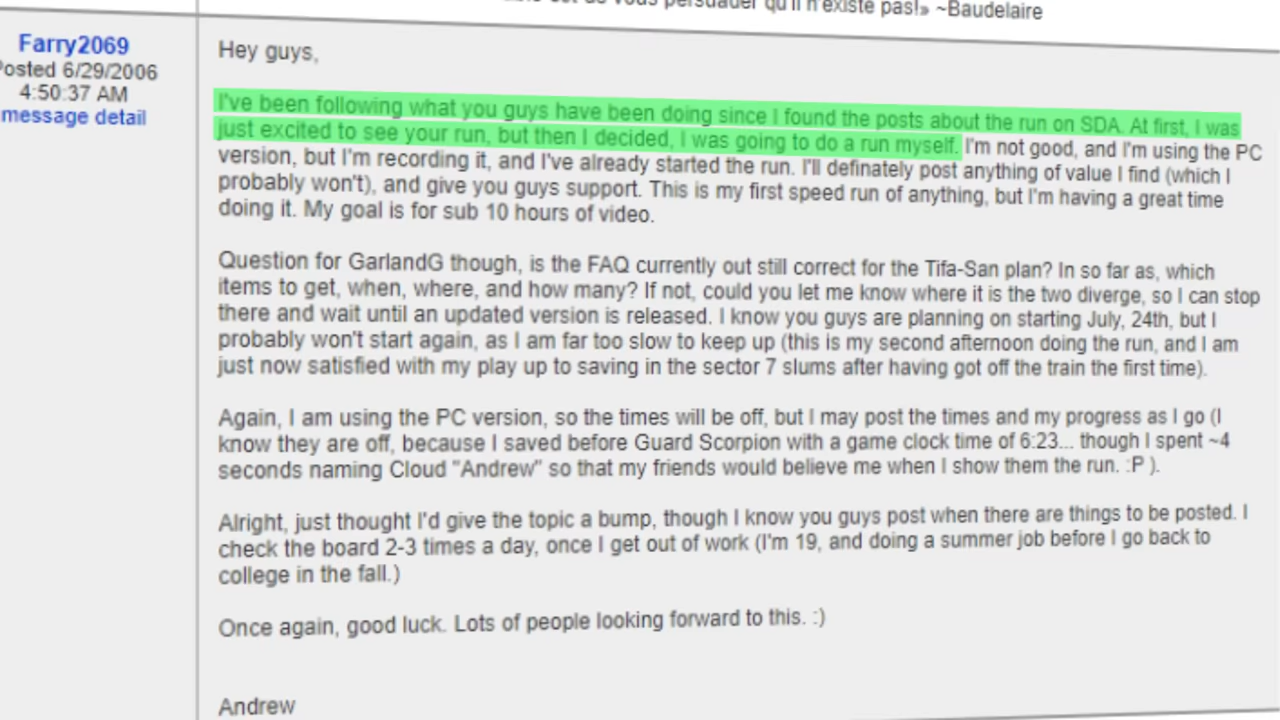 vous persuader qu'il n'existe pas!» ~Baudelaire
Farry2069
Posted 6/29/2006
4:50:37 AM
message detail
Hey guys,
I've been following what you guys have been doing since I found the posts about the run on SDA. At first, I was
just excited to see your run, but then I decided, I was going to do a run myself. I'm not good, and I'm using the PC
version, but I'm recording it, and I've already started the run. I'll definately post anything of value I find (which I
probably won't), and give you guys support. This is my first speed run of anything, but I'm having a great time
doing it. My goal is for sub 10 hours of video.
Question for GarlandG though, is the FAQ currently out still correct for the Tifa-San plan? In so far as, which
items to get, when, where, and how many? If not, could you let me know where it is the two diverge, so I can stop
there and wait until an updated version is released. I know you guys are planning on starting July, 24th, but I
probably won't start again, as I am far too slow to keep up (this is my second afternoon doing the run, and I am
just now satisfied with my play up to saving in the sector 7 slums after having got off the train the first time).
Again, I am using the PC version, so the times will be off, but I may post the times and my progress as I go (I
know they are off, because I saved before Guard Scorpion with a game clock time of 6:23... though I spent ~4
seconds naming Cloud "Andrew" so that my friends would believe me when I show them the run. :P ).
Alright, just thought I'd give the topic a bump, though I know you guys post when there are things to be posted. I
check the board 2-3 times a day, once I get out of work (I'm 19, and doing a summer job before I go back to
college in the fall.)
Once again, good luck. Lots of people looking forward to this. :)
Andrew